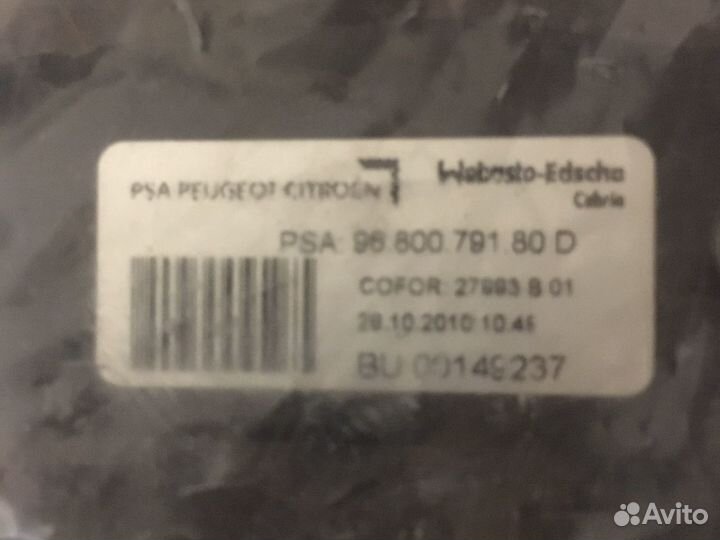 PSA PEUGEOT CITROËN
Webasto-Edscha
Cabrio
PSA: 96.800.791.80 D
COFOR: 27993 B 01
28.10.2010 10:45
BU 00149237
Avito